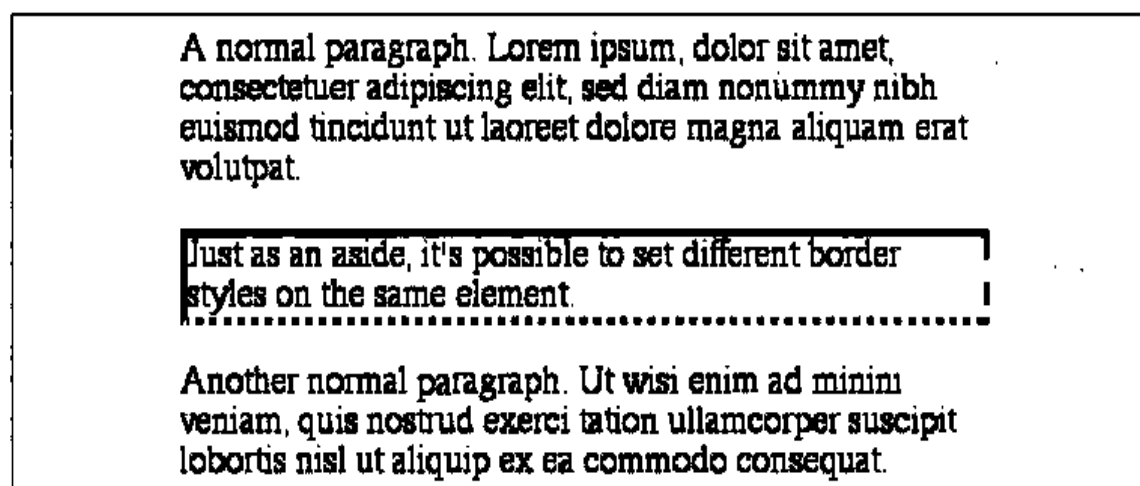 A normal paragraph. Lorem ipsum, dolor sit amet,
consectetuer adipiscing elit, sed diam nonummy nibh
euismod tincidunt ut laoreet dolore magna aliquam erat
volutpat.
Just as an aside, it's possible to set different border
styles on the same element.
Another normal paragraph. Ut wisi enim ad minim
veniam, quis nostrud exerci tation ullamcorper suscipit
lobortis nisl ut aliquip ex ea commodo consequat.